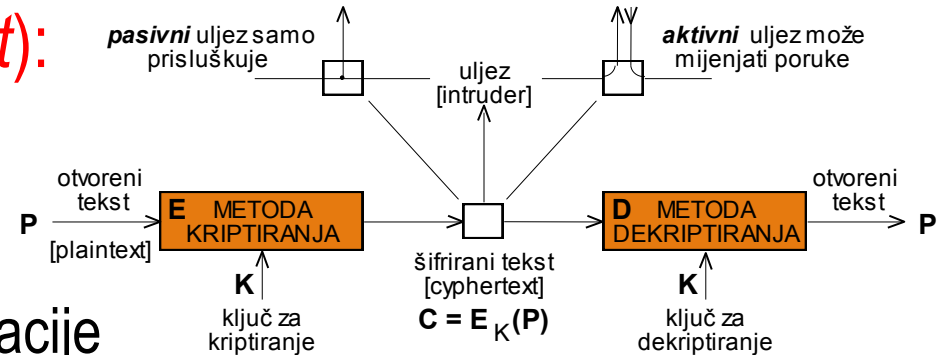 t):
pasivni uljez samo
prisluškuje
uljez
[intruder]
aktivni uljez može
mijenjati poruke
otvoreni
tekst
P
[plaintext]
E METODA
KRIPTIRANJA
K
ključ za
kriptiranje
šifrirani tekst
[cyphertext]
C = E K (P)
D METODA
DEKRIPTIRANJA
K
ključ za
dekriptiranje
otvoreni
tekst
P
acije